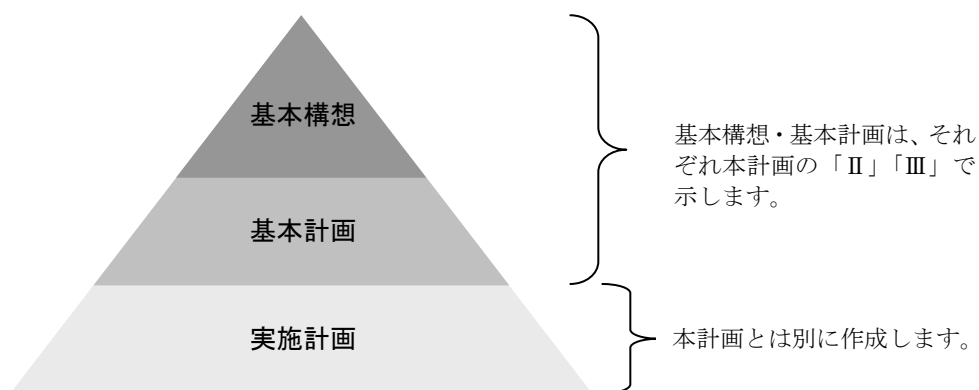 基本構想
基本構想・基本計画は、それ
ぞれ本計画の「Ⅱ」「Ⅲ」で
示します。
基本計画
実施計画
本計画とは別に作成します。